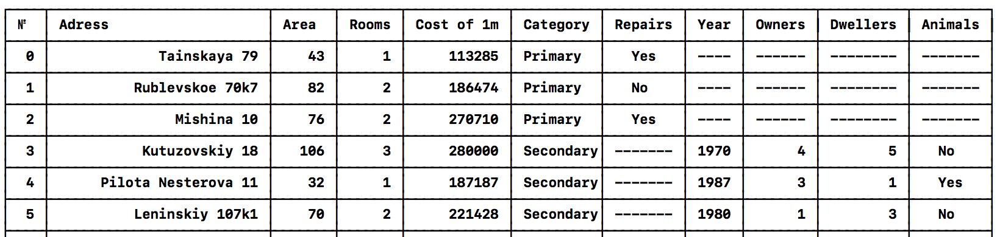 № Adress Area Rooms Cost of 1m Category Repairs Year Owners Dwellers Animals
0 Tainskaya 79 43 1 113285 Primary Yes ---- ------ -------- -------
1 Rublevskoe 70k7 82 2 186474 Primary No ---- ------ -------- -------
2 Mishina 10 76 2 270710 Primary Yes ---- ------ -------- -------
3 Kutuzovskiy 18 106 3 280000 Secondary ------- 1970 4 5 No
4 Pilota Nesterova 11 32 1 187187 Secondary ------- 1987 3 1 Yes
5 Leninskiy 107k1 70 2 221428 Secondary ------- 1980 1 3 No